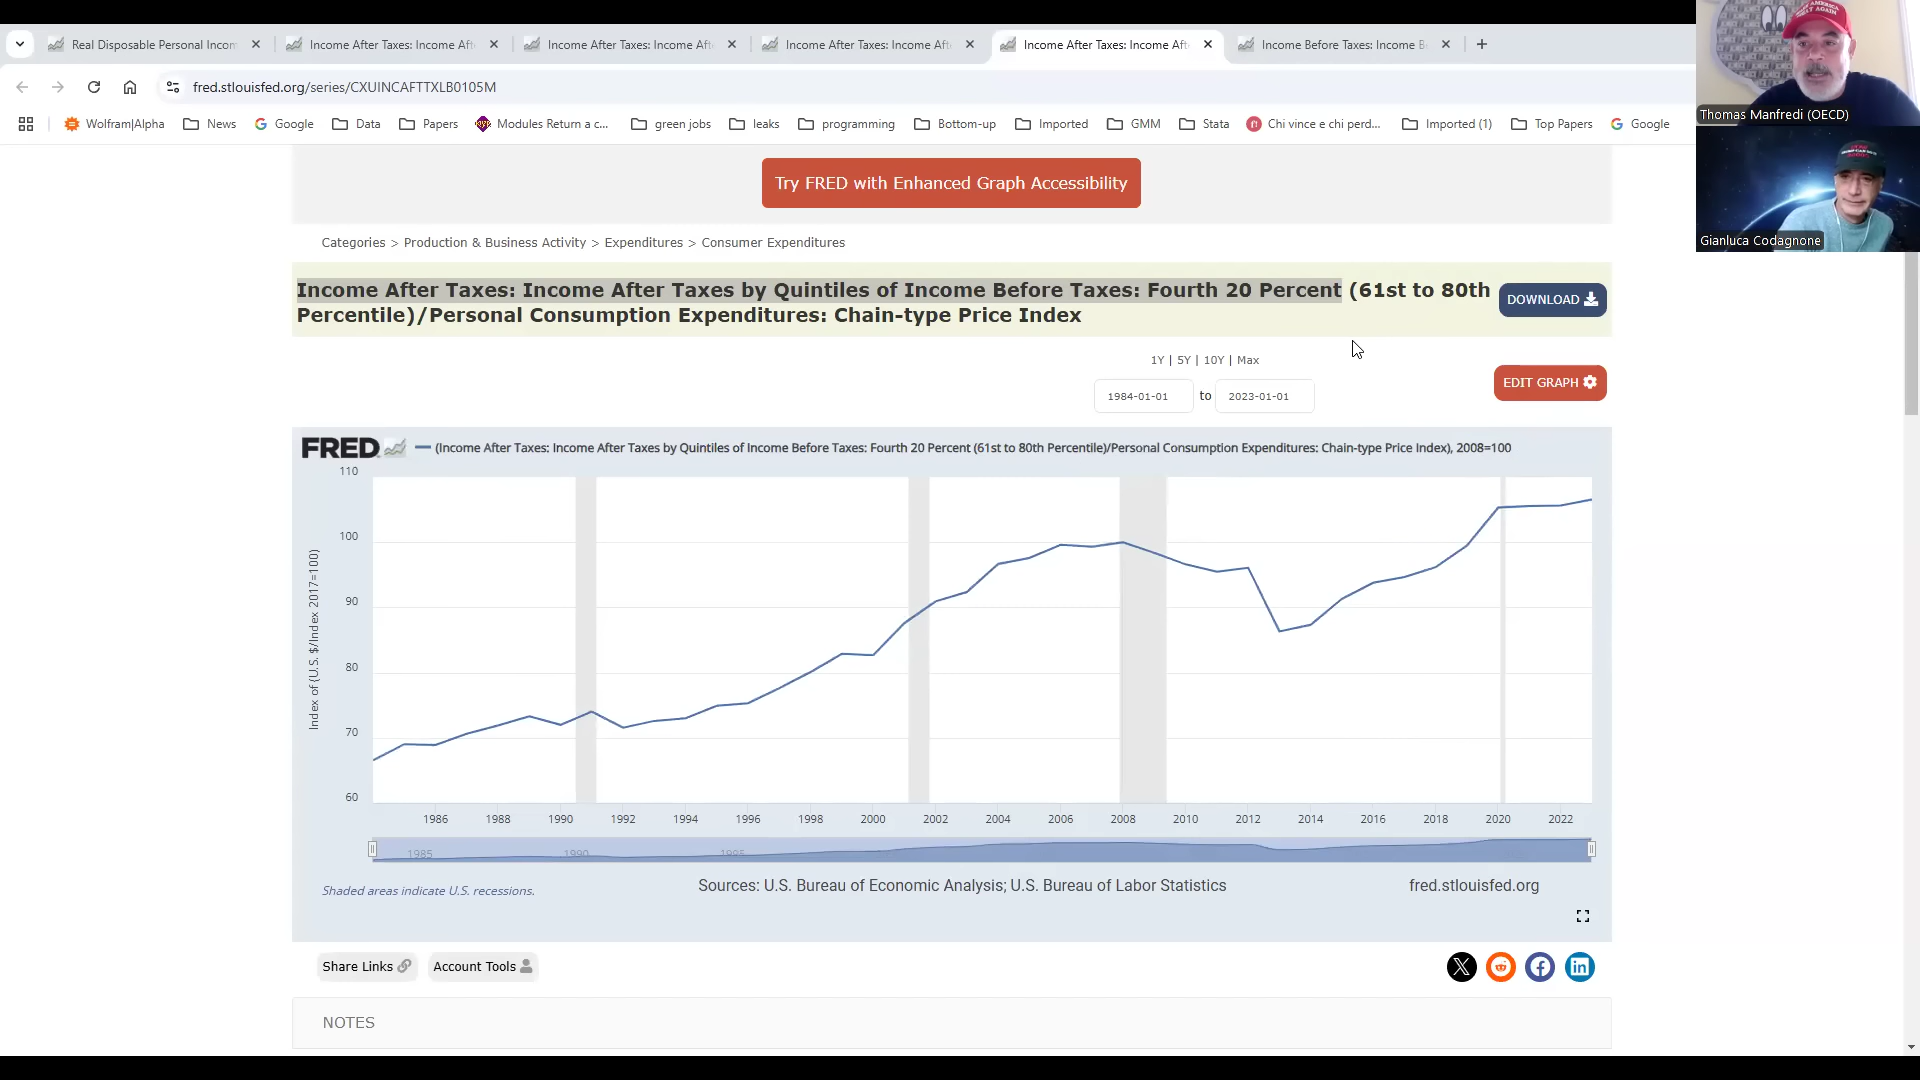 Real Disposable Personal Incom
Income After Taxes: Income Aft
Income After Taxes: Income Aft
Income After Taxes: Income Aft
Income After Taxes: Income Aft
Income Before Taxes: Income B
fred.stlouisfed.org/series/CXUINCAFTTXLB0105M
Wolfram|Alpha
News
Google
Data
Papers
Modules Return a c...
green jobs
leaks
programming
Bottom-up
Imported
GMM
Stata
Chi vince e chi perd...
Imported (1)
Top Papers
Google
Thomas Manfredi (OECD)
Gianluca Codagnone
Try FRED with Enhanced Graph Accessibility
Categories > Production & Business Activity > Expenditures > Consumer Expenditures
Income After Taxes: Income After Taxes by Quintiles of Income Before Taxes: Fourth 20 Percent (61st to 80th
Percentile)/Personal Consumption Expenditures: Chain-type Price Index
DOWNLOAD
1Y | 5Y | 10Y | Max
1984-01-01 to 2023-01-01
EDIT GRAPH
FRED
(Income After Taxes: Income After Taxes by Quintiles of Income Before Taxes: Fourth 20 Percent (61st to 80th Percentile)/Personal Consumption Expenditures: Chain-type Price Index), 2008=100
Index of (U.S. $/Index 2017=100)
110
100
90
80
70
60
1986 1988 1990 1992 1994 1996 1998 2000 2002 2004 2006 2008 2010 2012 2014 2016 2018 2020 2022
1985 1990 1995
Shaded areas indicate U.S. recessions.
Sources: U.S. Bureau of Economic Analysis; U.S. Bureau of Labor Statistics
fred.stlouisfed.org
Share Links
Account Tools
NOTES